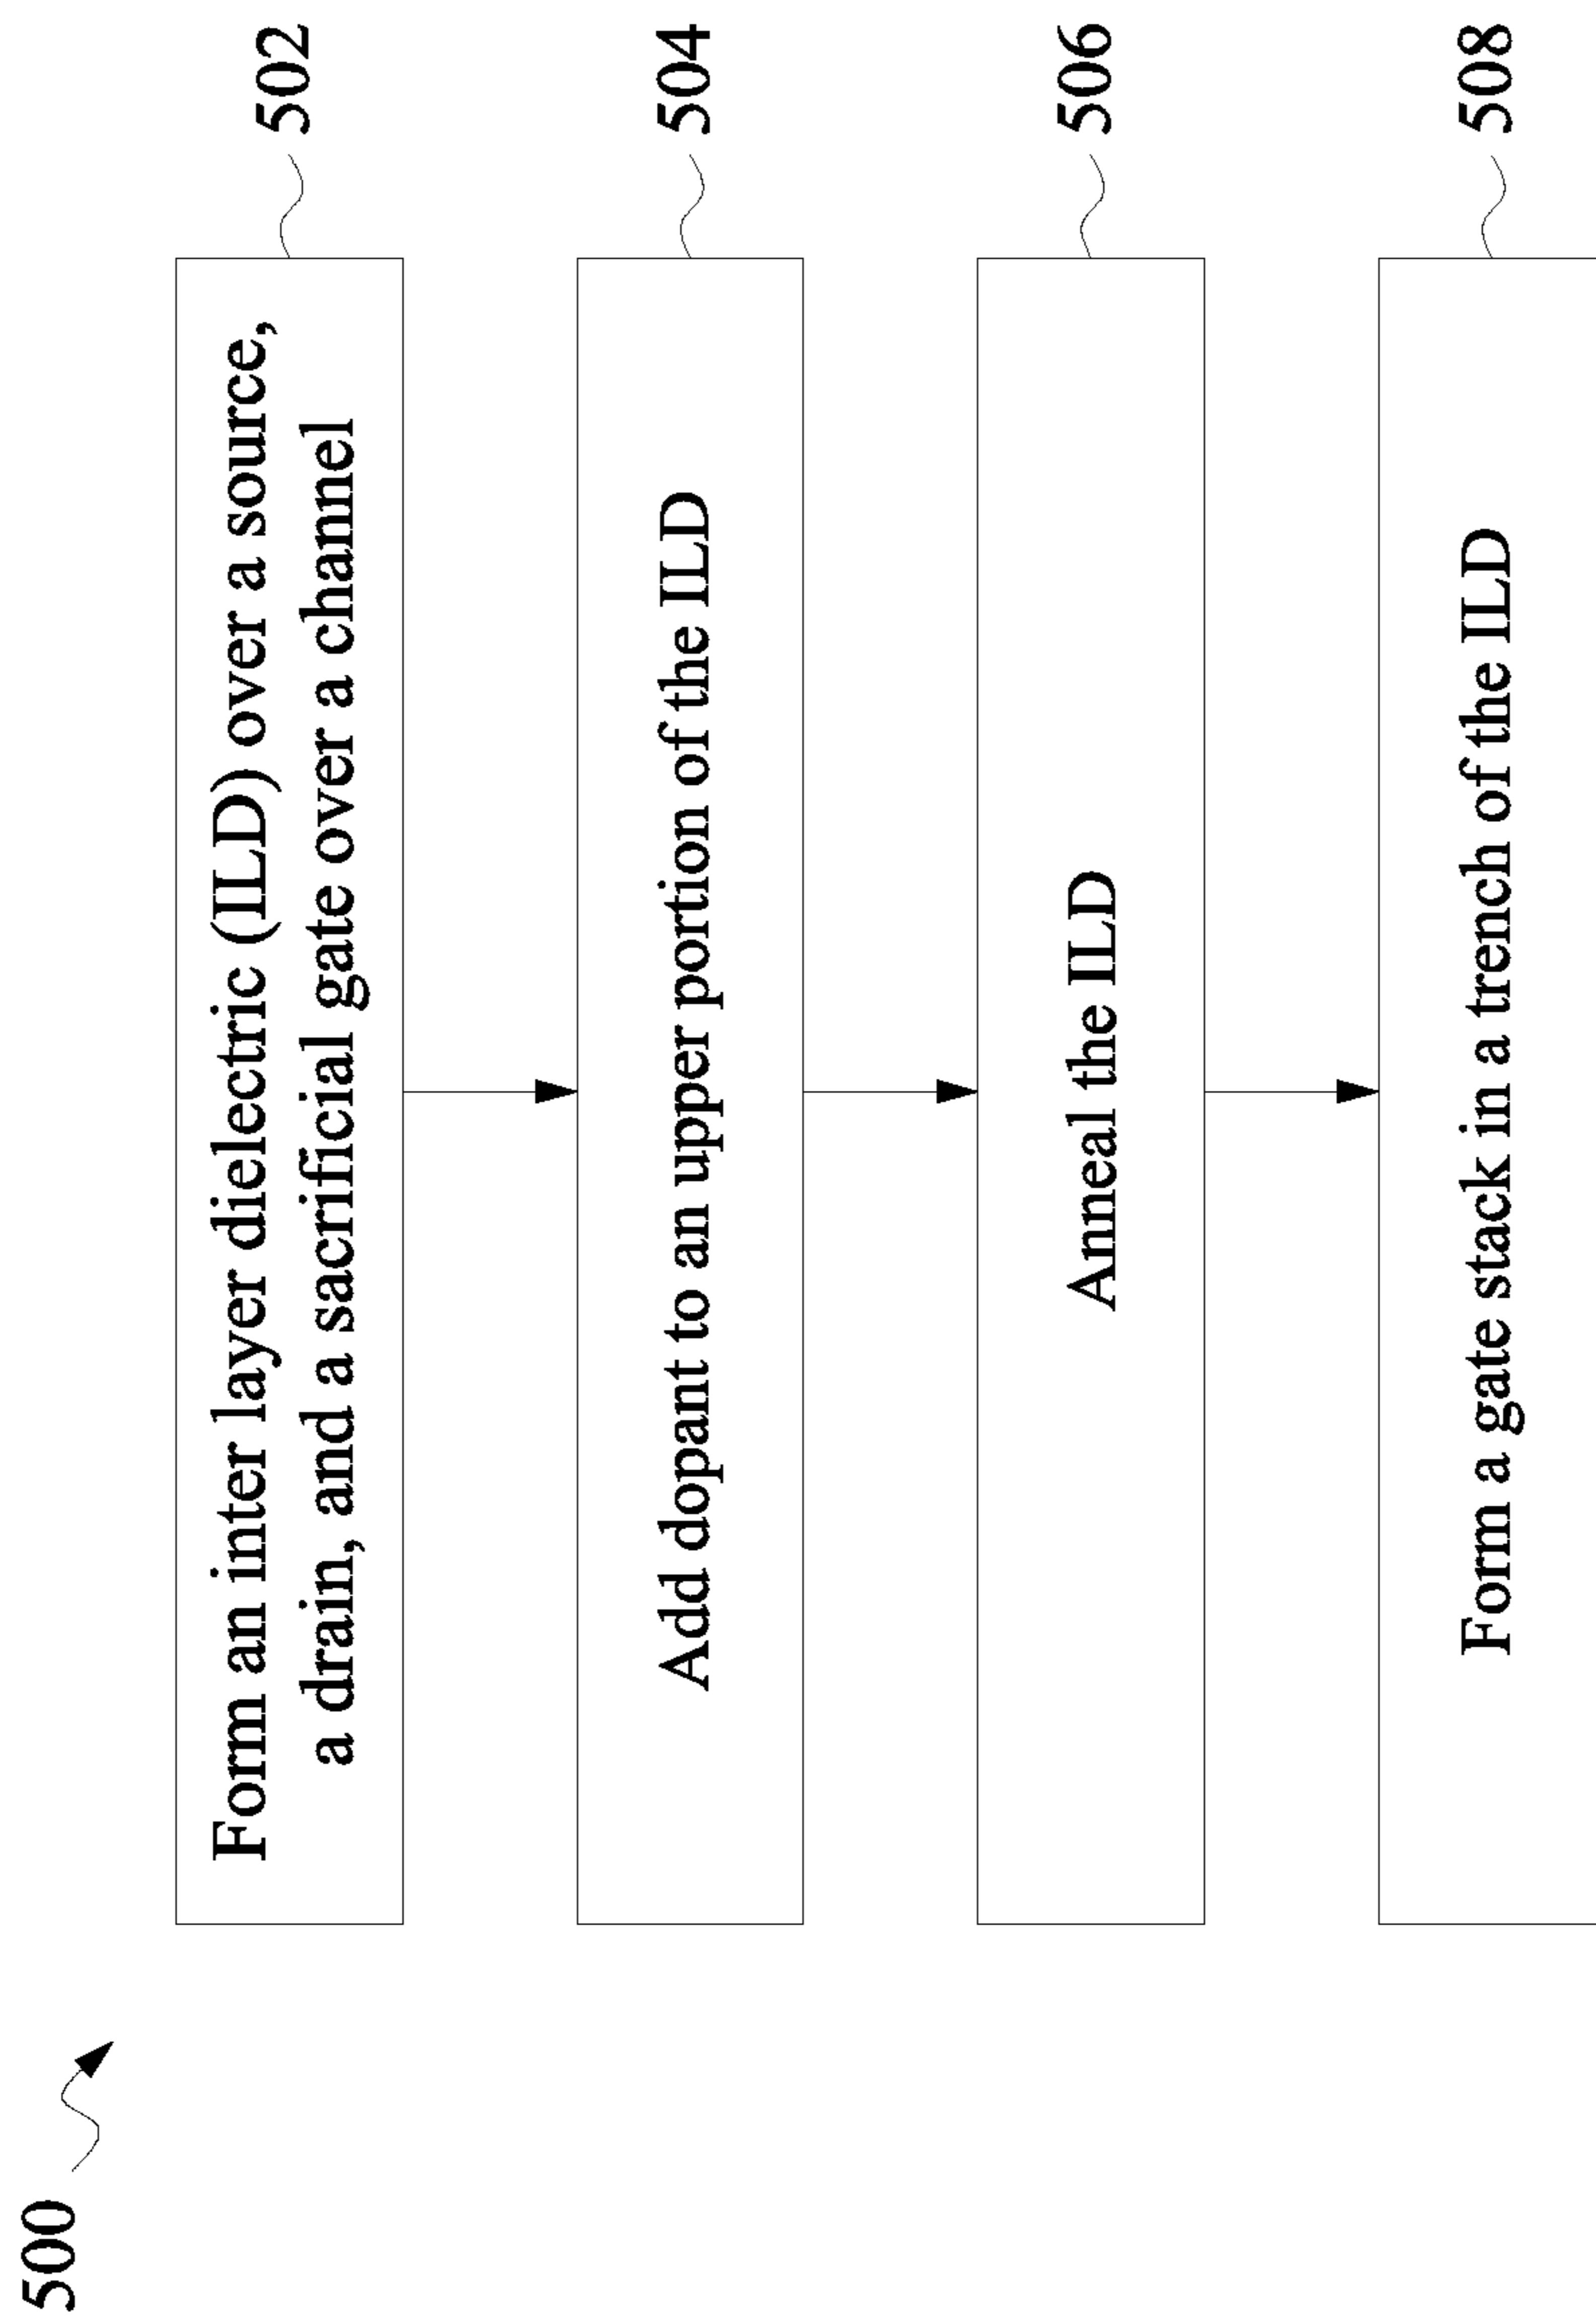 500
Form an inter layer dielectric (ILD) over a source,
a drain, and a sacrificial gate over a channel
502
Add dopant to an upper portion of the ILD
504
Anneal the ILD
506
Form a gate stack in a trench of the ILD
508